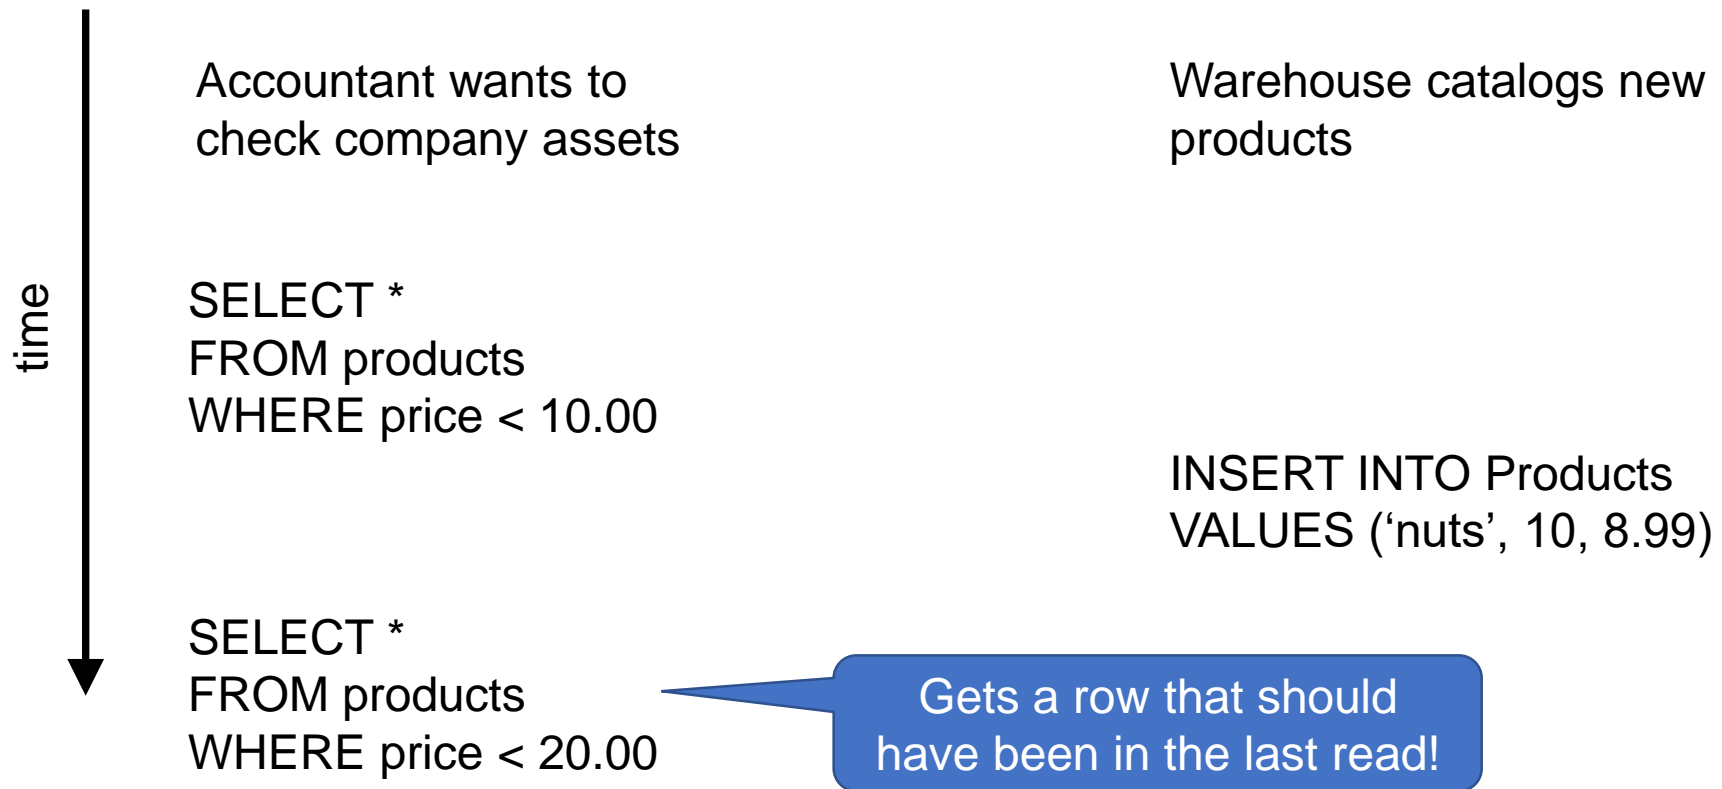 Accountant wants to
check company assets
Warehouse catalogs new
products
time
SELECT *
FROM products
WHERE price < 10.00
INSERT INTO Products
VALUES (‘nuts’, 10, 8.99)
SELECT *
FROM products
WHERE price < 20.00
Gets a row that should
have been in the last read!